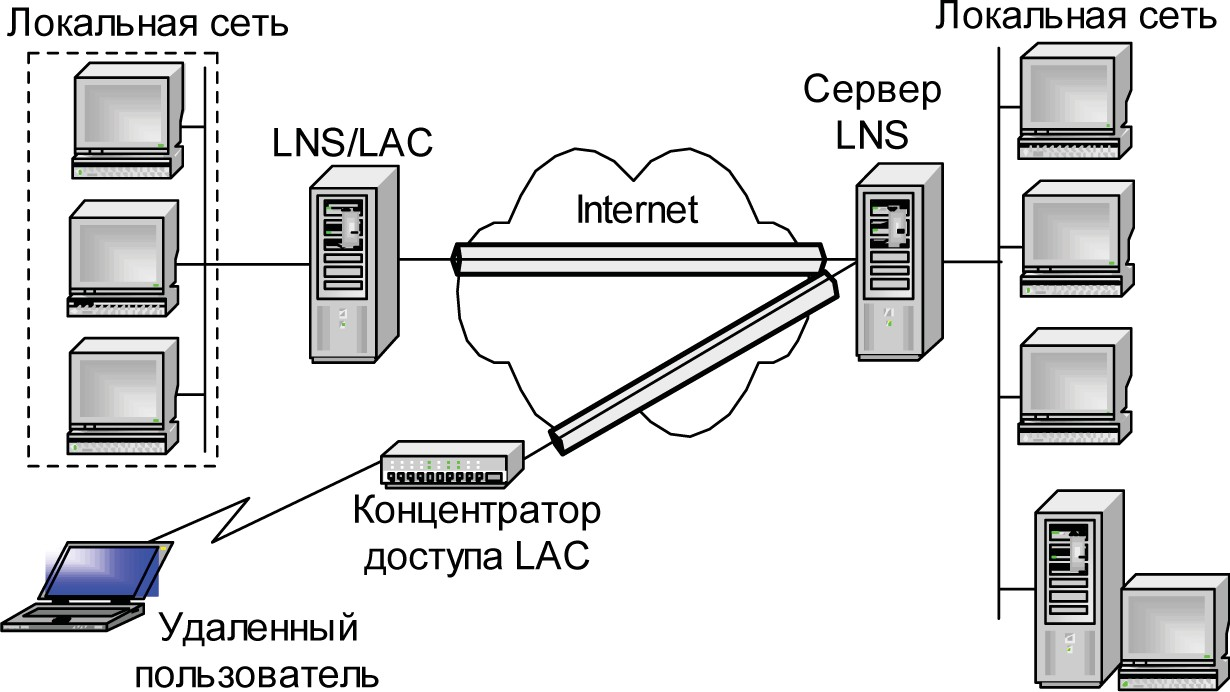 Локальная сеть
Локальная сеть
LNS/LAC
Сервер
LNS
Internet
Концентратор
доступа LAC
Удаленный
пользователь